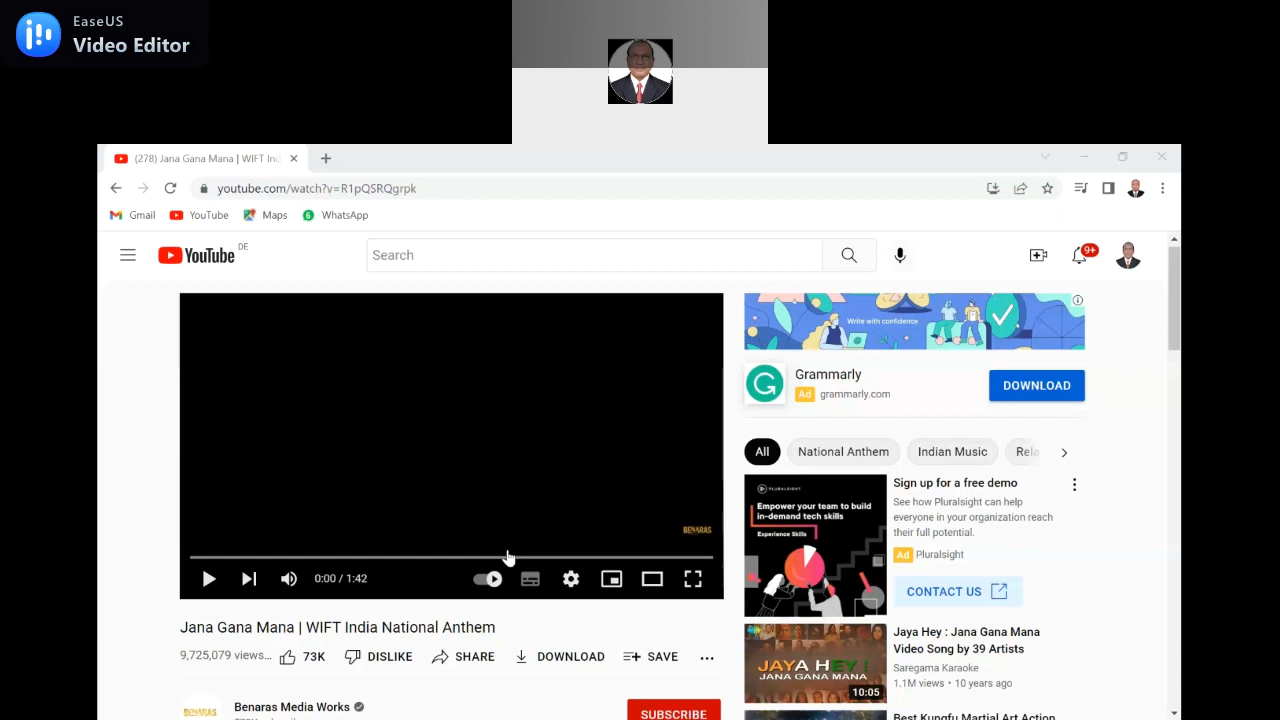 EaseUS
Video Editor
(278) Jana Gana Mana | WIFT Ind
youtube.com/watch?v=R1pQSRQgrpk
Gmail
YouTube
Maps
WhatsApp
YouTube DE
Search
9+
Write with confidence
Grammarly
Ad grammarly.com
DOWNLOAD
All
National Anthem
Indian Music
Rela
BENARAS
0:00 / 1:42
PLURALSIGHT
Empower your team to build
in-demand tech skills
Experience Skills
Sign up for a free demo
See how Pluralsight can help
everyone in your organization reach
their full potential.
Ad Pluralsight
CONTACT US
Jana Gana Mana | WIFT India National Anthem
9,725,079 views...
73K
DISLIKE
SHARE
DOWNLOAD
SAVE
BENARAS
Benaras Media Works
SUBSCRIBE
JAYA HEY !
JANA GANA MANA
10:05
Jaya Hey : Jana Gana Mana
Video Song by 39 Artists
Saregama Karaoke
1.1M views • 10 years ago
Best Kungfu Martial Art Action